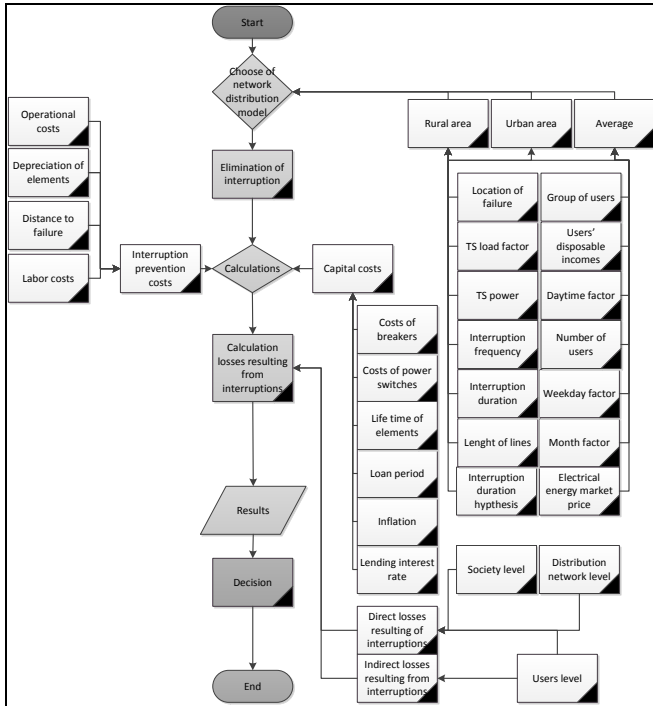 Start
Choose of
network
distribution
model
Elimination of
interruption
Calculations
Calculation
losses resulting
from
interruptions
Results
Decision
End
Operational
costs
Depreciation of
elements
Distance to
failure
Labor costs
Interruption
prevention
costs
Capital costs
Costs of
breakers
Costs of power
switches
Life time of
elements
Loan period
Inflation
Lending interest
rate
Rural area
Urban area
Average
Location of
failure
TS load factor
TS power
Interruption
frequency
Interruption
duration
Lenght of lines
Interruption
duration
hypthesis
Group of users
Users'
disposable
incomes
Daytime factor
Number of
users
Weekday factor
Month factor
Electrical
energy market
price
Society level
Distribution
network level
Direct losses
resulting of
interruptions
Indirect losses
resulting from
interruptions
Users level